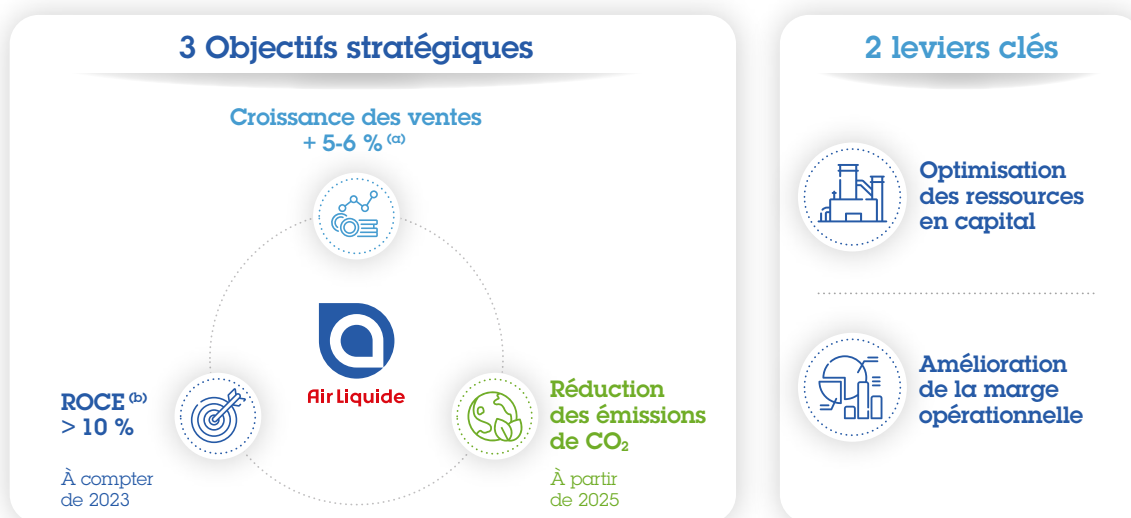 3 Objectifs stratégiques
Croissance des ventes
+ 5-6 % (a)
Air Liquide
ROCE (b)
> 10 %
À compter
de 2023
Réduction
des émissions
de CO₂
À partir
de 2025
2 leviers clés
Optimisation
des ressources
en capital
Amélioration
de la marge
opérationnelle